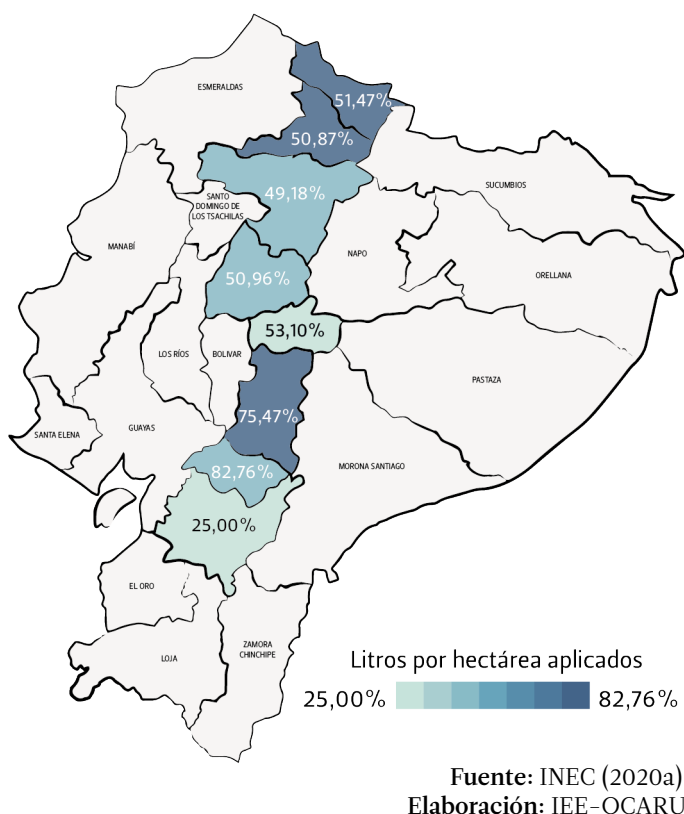 ESMERALDAS
51,47%
50,87%
SUCUMBIOS
49,18%
SANTO
DOMINGO DE
LOS TSACHILAS
MANABÍ
NAPO
ORELLANA
50,96%
53,10%
LOS RÍOS
BOLIVAR
PASTAZA
75,47%
GUAYAS
SANTA ELENA
MORONA SANTIAGO
82,76%
25,00%
EL ORO
LOJA
ZAMORA
CHINCHIPE
Litros por hectárea aplicados
25,00%
82,76%
Fuente: INEC (2020a)
Elaboración: IEE-OCARU